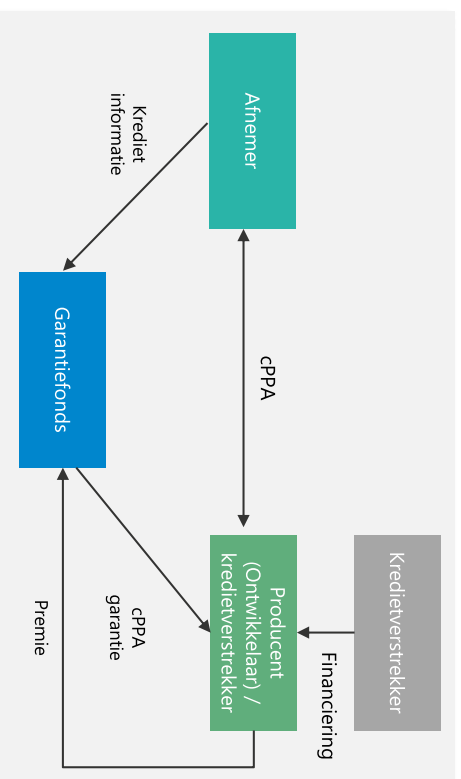 Kredietverstrekker
Financiering
Afnemer
cPPA
Producent
(Ontwikkelaar) /
kredietverstrekker
Krediet
informatie
cPPA
garantie
Garantiefonds
Premie